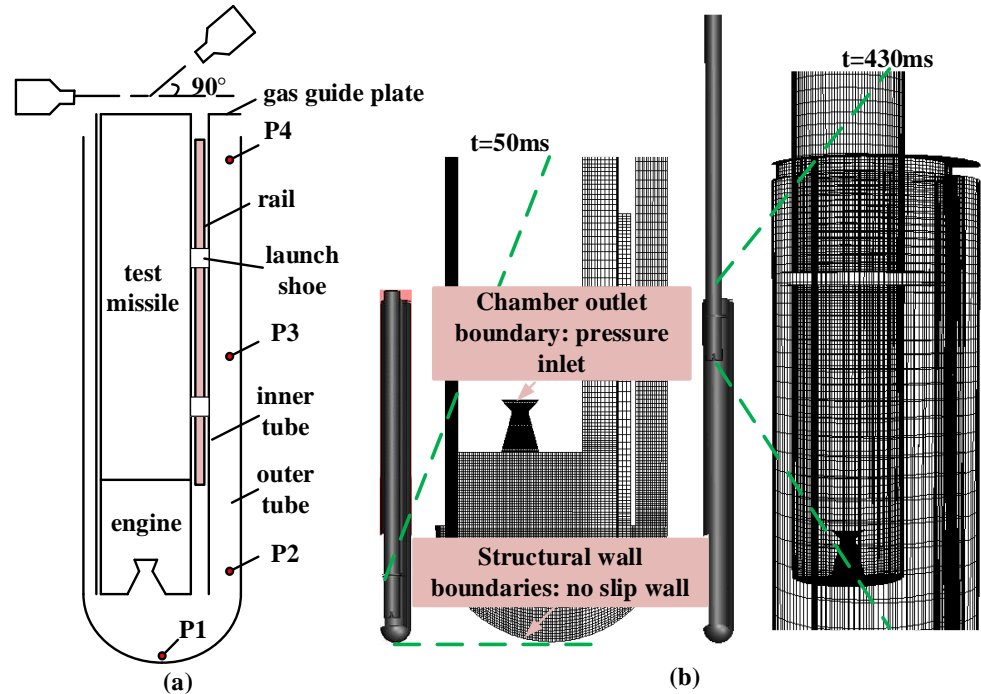 90°
gas guide plate
P4
rail
launch
shoe
test
missile
P3
inner
tube
outer
tube
engine
P2
P1
(a)
t=50ms
t=430ms
Chamber outlet
boundary: pressure
inlet
Structural wall
boundaries: no slip wall
(b)